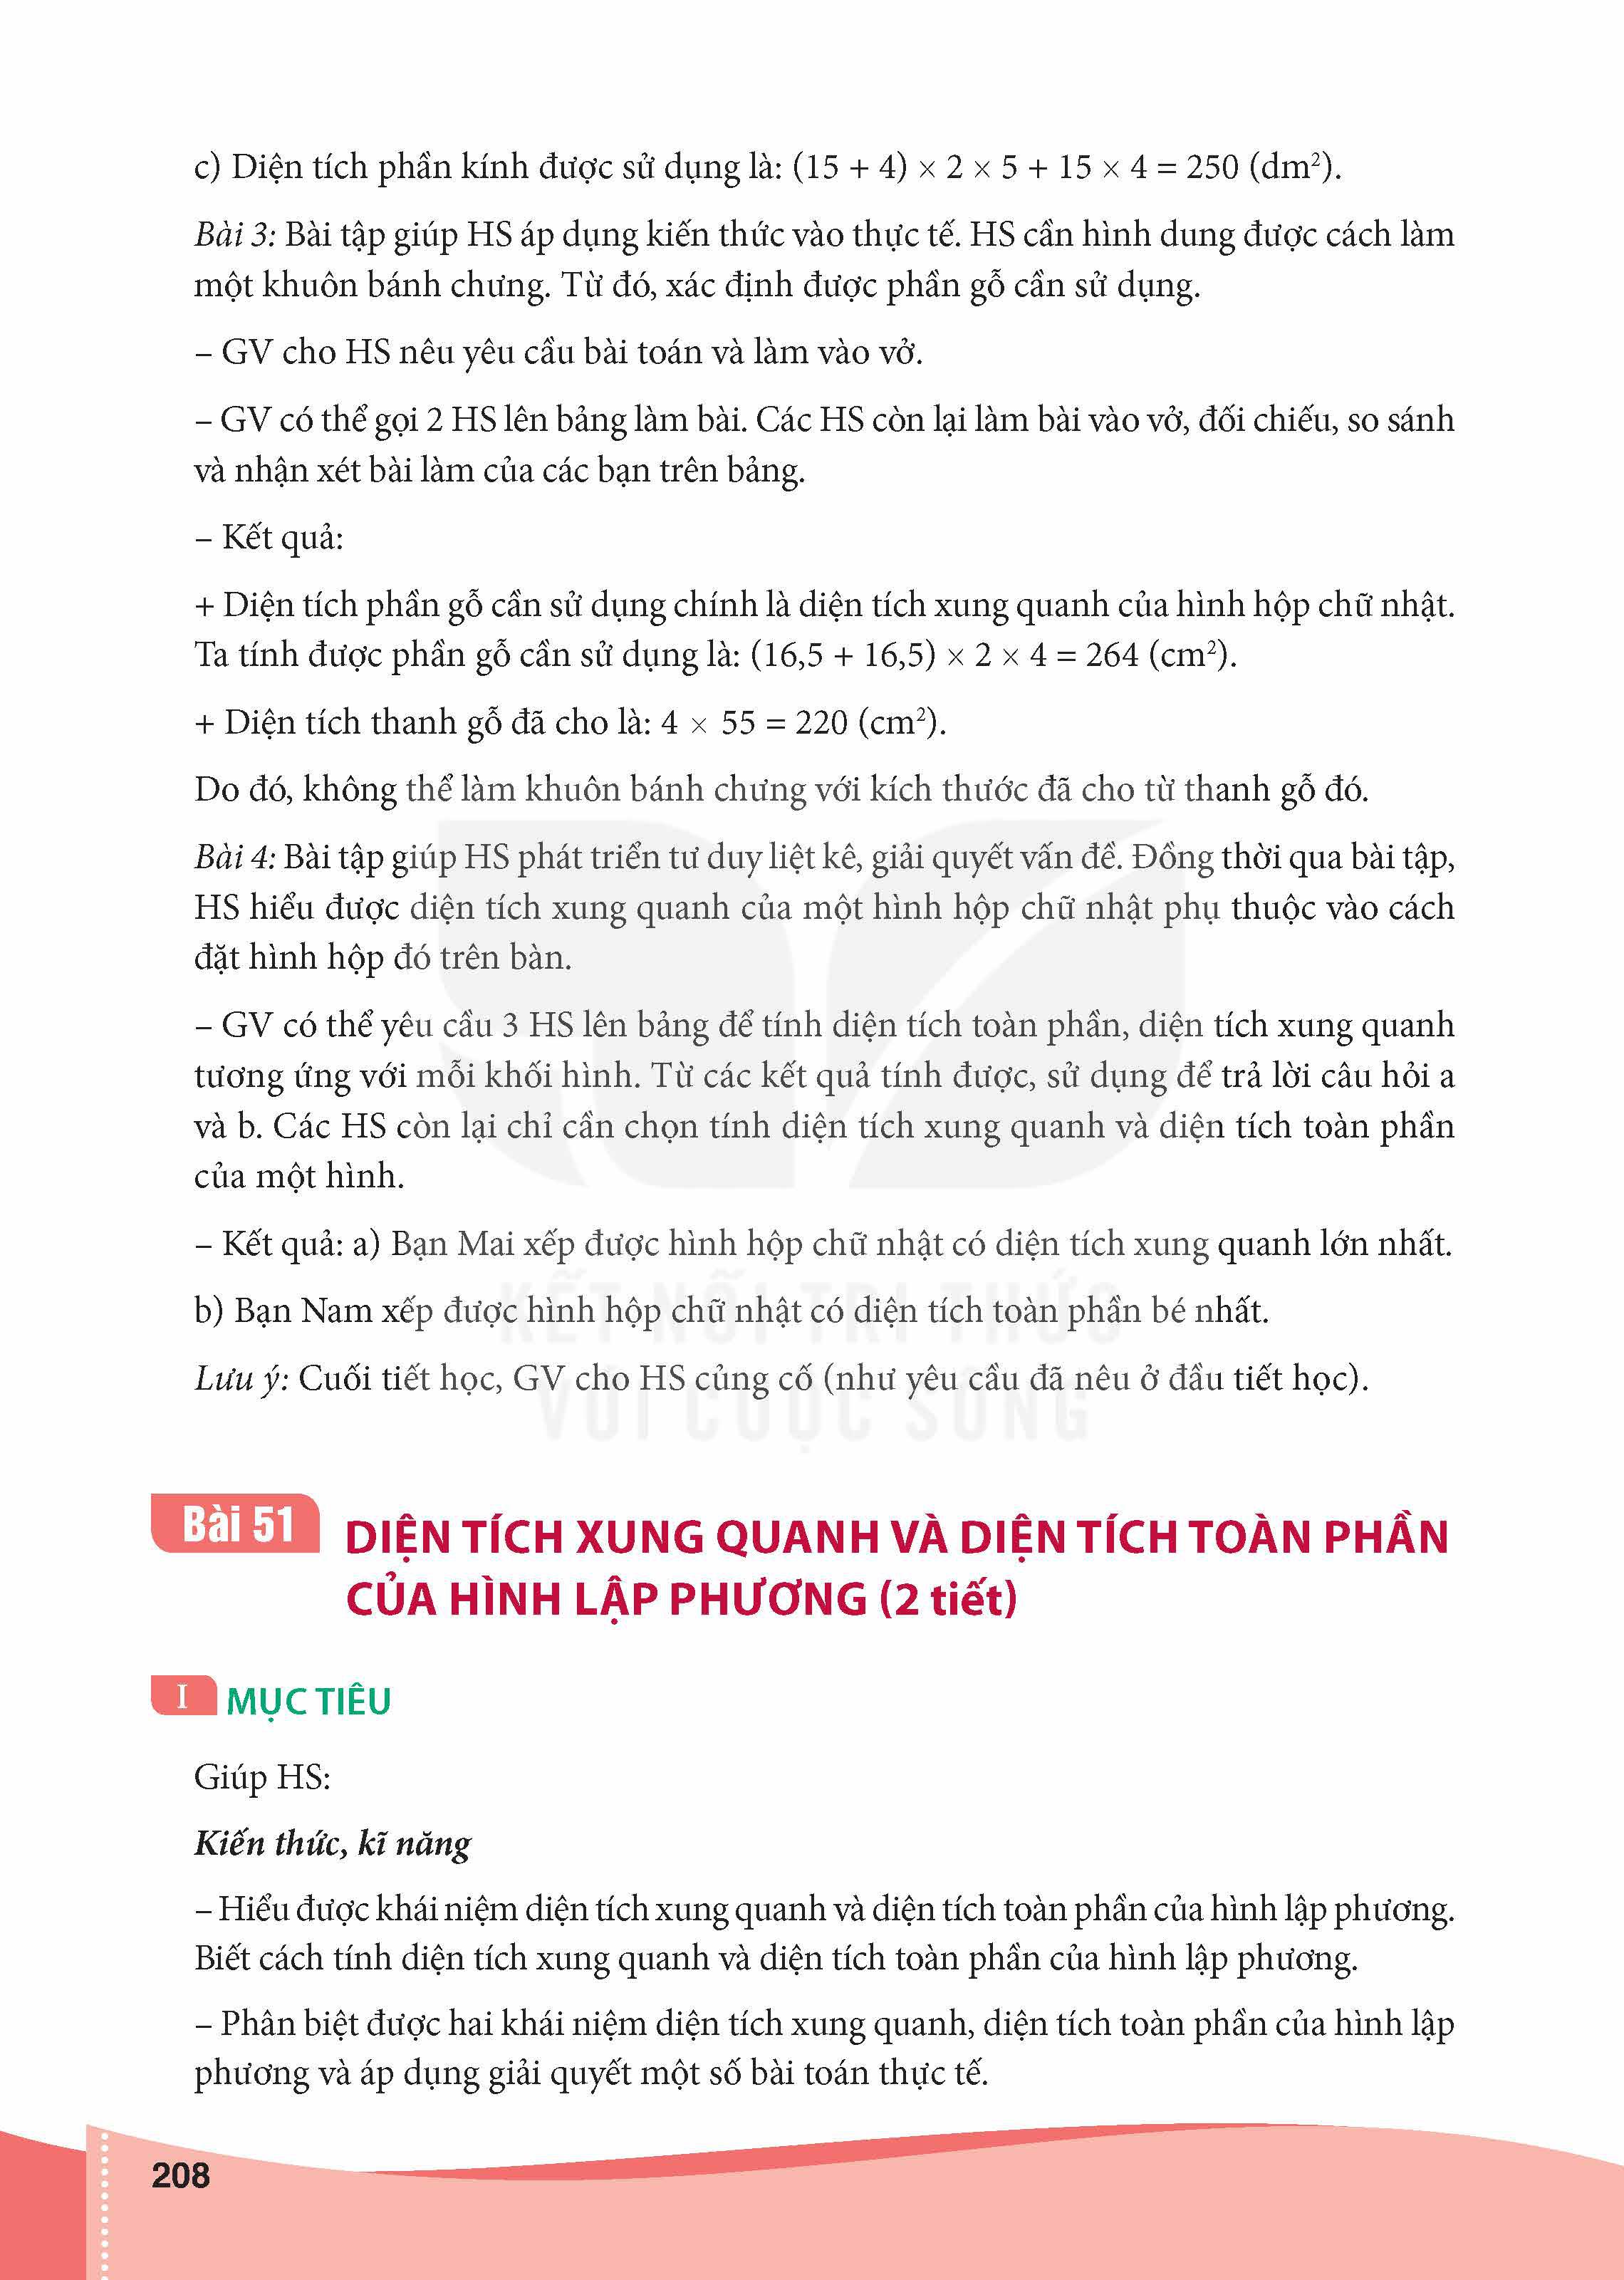 c) Diện tích phần kính được sử dụng là: (15 + 4) × 2 × 5 + 15 × 4 = 250 (dm²).
Bài 3: Bài tập giúp HS áp dụng kiến thức vào thực tế. HS cần hình dung được cách làm
một khuôn bánh chưng. Từ đó, xác định được phần gỗ cần sử dụng.
– GV cho HS nêu yêu cầu bài toán và làm vào vở.
– GV có thể gọi 2 HS lên bảng làm bài. Các HS còn lại làm bài vào vở, đối chiếu, so sánh
và nhận xét bài làm của các bạn trên bảng.
– Kết quả:
+ Diện tích phần gỗ cần sử dụng chính là diện tích xung quanh của hình hộp chữ nhật.
Ta tính được phần gỗ cần sử dụng là: (16,5 + 16,5) × 2 × 4 = 264 (cm²).
+ Diện tích thanh gỗ đã cho là: 4 × 55 = 220 (cm²).
Do đó, không thể làm khuôn bánh chưng với kích thước đã cho từ thanh gỗ đó.
Bài 4: Bài tập giúp HS phát triển tư duy liệt kê, giải quyết vấn đề. Đồng thời qua bài tập,
HS hiểu được diện tích xung quanh của một hình hộp chữ nhật phụ thuộc vào cách
đặt hình hộp đó trên bàn.
– GV có thể yêu cầu 3 HS lên bảng để tính diện tích toàn phần, diện tích xung quanh
tương ứng với mỗi khối hình. Từ các kết quả tính được, sử dụng để trả lời câu hỏi a
và b. Các HS còn lại chỉ cần chọn tính diện tích xung quanh và diện tích toàn phần
của một hình.
– Kết quả: a) Bạn Mai xếp được hình hộp chữ nhật có diện tích xung quanh lớn nhất.
KẾT NỐI TRI THỨC
b) Bạn Nam xếp được hình hộp chữ nhật có diện tích toàn phần bé nhất.
Lưu ý: Cuối tiết học, GV cho HS củng cố (như yêu cầu đã nêu ở đầu tiết học).
VỚI CUỘC SỐNG
Bài 51
DIỆN TÍCH XUNG QUANH VÀ DIỆN TÍCH TOÀN PHẦN
CỦA HÌNH LẬP PHƯƠNG (2 tiết)
I MỤC TIÊU
Giúp HS:
Kiến thức, kĩ năng
– Hiểu được khái niệm diện tích xung quanh và diện tích toàn phần của hình lập phương.
Biết cách tính diện tích xung quanh và diện tích toàn phần của hình lập phương.
– Phân biệt được hai khái niệm diện tích xung quanh, diện tích toàn phần của hình lập
phương và áp dụng giải quyết một số bài toán thực tế.
208